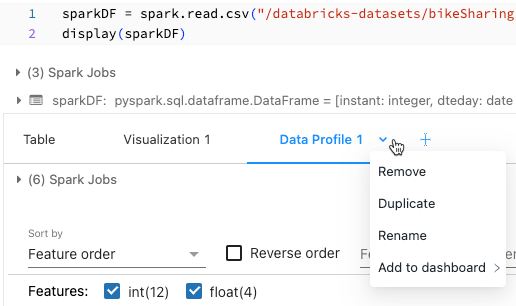 1 sparkDF = spark.read.csv("/databricks-datasets/bikeSharing
2 display(sparkDF)
(3) Spark Jobs
sparkDF: pyspark.sql.dataframe.DataFrame = [instant: integer, dteday: date
Table Visualization 1 Data Profile 1 +
(6) Spark Jobs
Remove
Duplicate
Rename
Add to dashboard
Sort by
Feature order
Reverse order
Features: int(12) float(4)